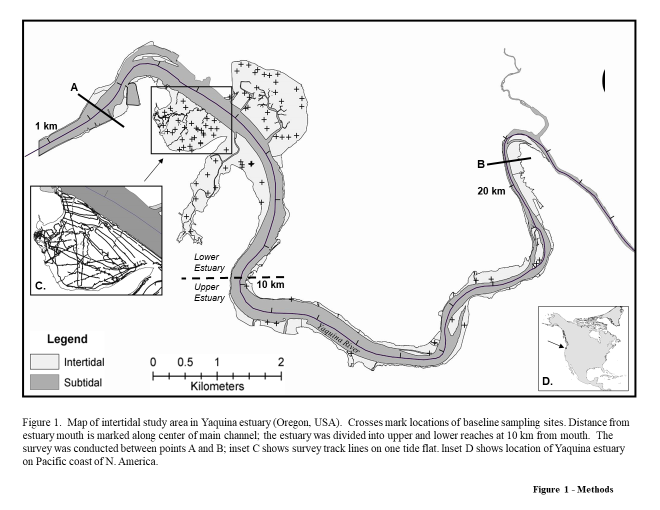 A
1 km
B
20 km
C.
Lower
Estuary
10 km
Upper
Estuary
Yaquina River
Legend
Intertidal
Subtidal
0 0.5 1 2
Kilometers
D.
Figure 1. Map of intertidal study area in Yaquina estuary (Oregon, USA). Crosses mark locations of baseline sampling sites. Distance from
estuary mouth is marked along center of main channel; the estuary was divided into upper and lower reaches at 10 km from mouth. The
survey was conducted between points A and B; inset C shows survey track lines on one tide flat. Inset D shows location of Yaquina estuary
on Pacific coast of N. America.
Figure 1 - Methods